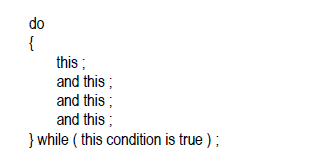 do
{
this ;
and this ;
and this ;
and this ;
} while ( this condition is true ) ;